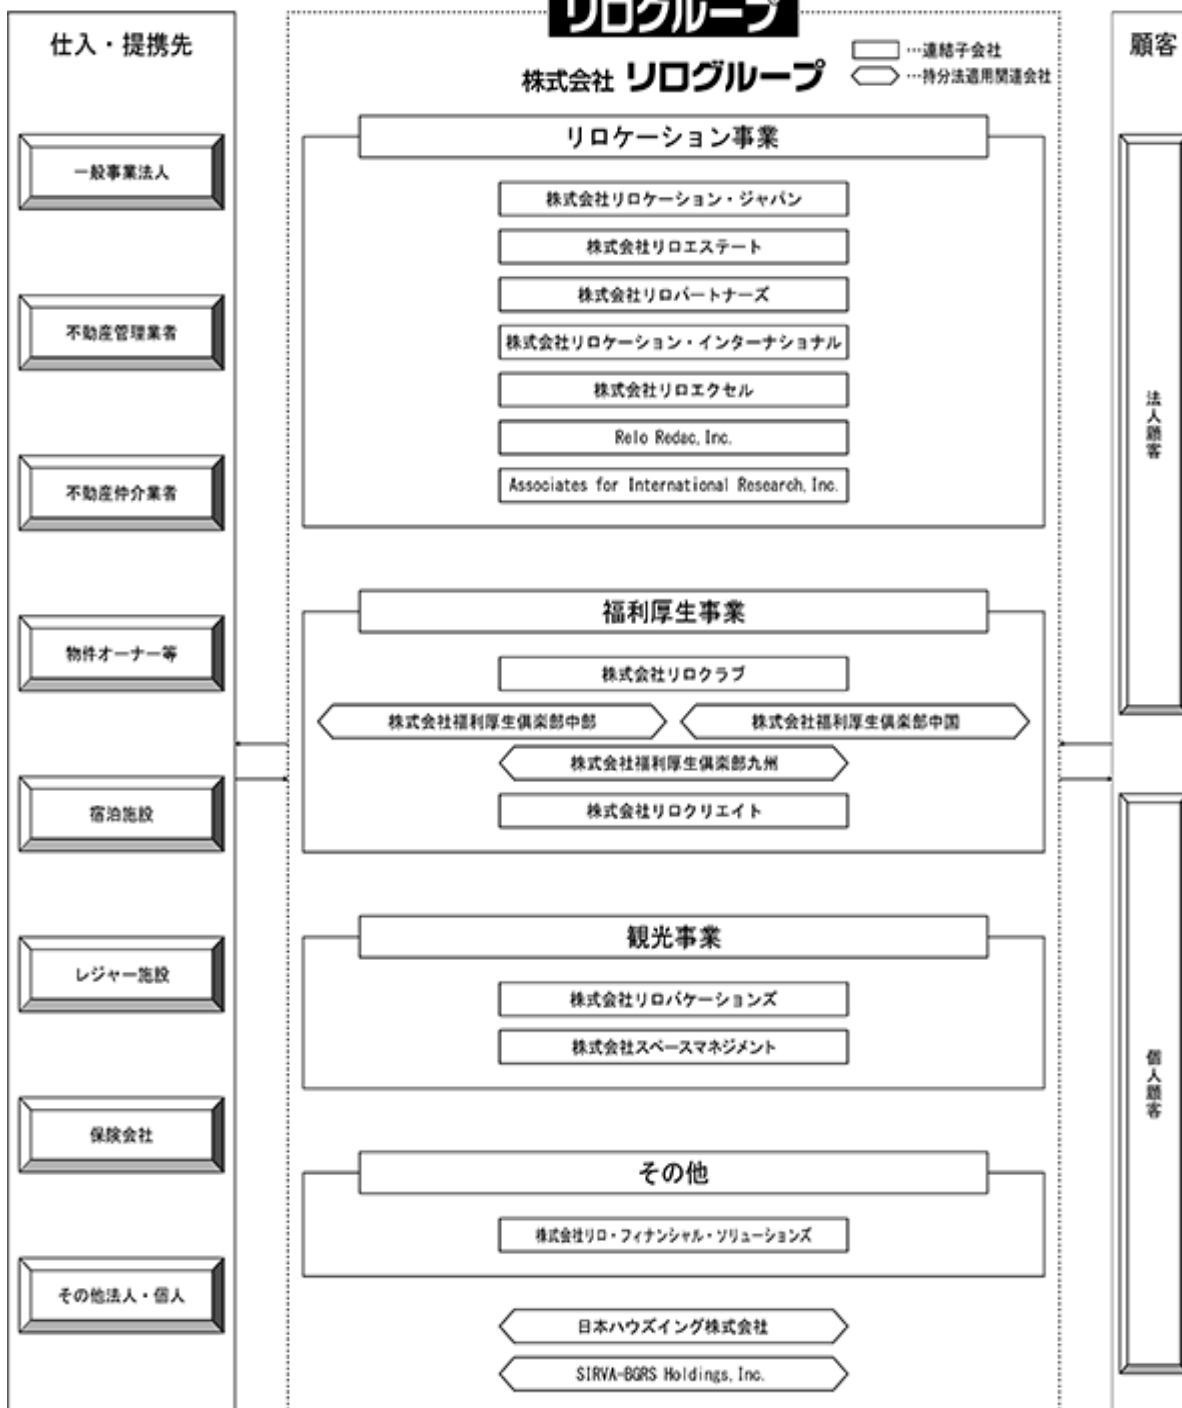 仕入・提携先
一般事業法人
不動産管理業者
不動産仲介業者
物件オーナー等
宿泊施設
レジャー施設
保険会社
その他法人・個人
リログループ
株式会社 リログループ
…連結子会社
…持分法適用関連会社
リロケーション事業
株式会社リロケーション・ジャパン
株式会社リロエステート
株式会社リロパートナーズ
株式会社リロケーション・インターナショナル
株式会社リロエクセル
Relo Redac, Inc.
Associates for International Research, Inc.
福利厚生事業
株式会社リロクラブ
株式会社福利厚生倶楽部中部
株式会社福利厚生倶楽部中国
株式会社福利厚生倶楽部九州
株式会社リロクリエイト
観光事業
株式会社リロバケーションズ
株式会社スペースマネジメント
その他
株式会社リロ・フィナンシャル・ソリューションズ
日本ハウズイング株式会社
SIRVA-BGRS Holdings, Inc.
顧客
法人顧客
個人顧客